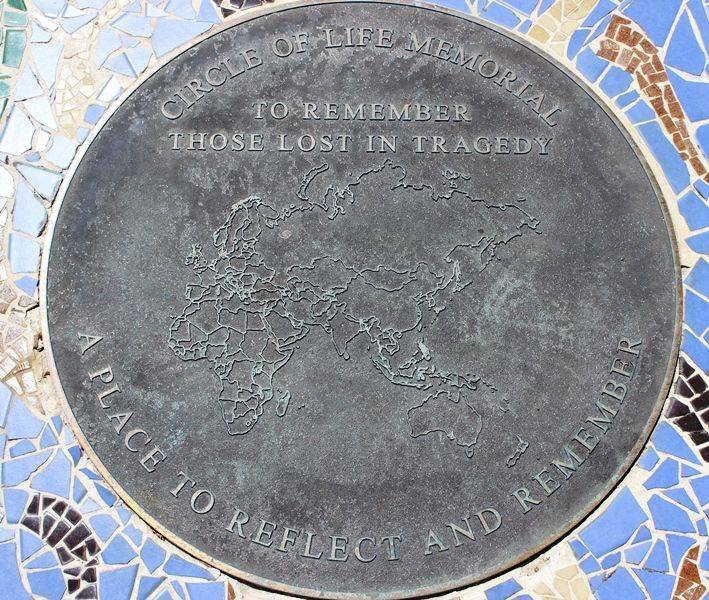 CIRCLE OF LIFE MEMORIAL
TO REMEMBER
THOSE LOST IN TRAGEDY
A PLACE TO REFLECT AND REMEMBER